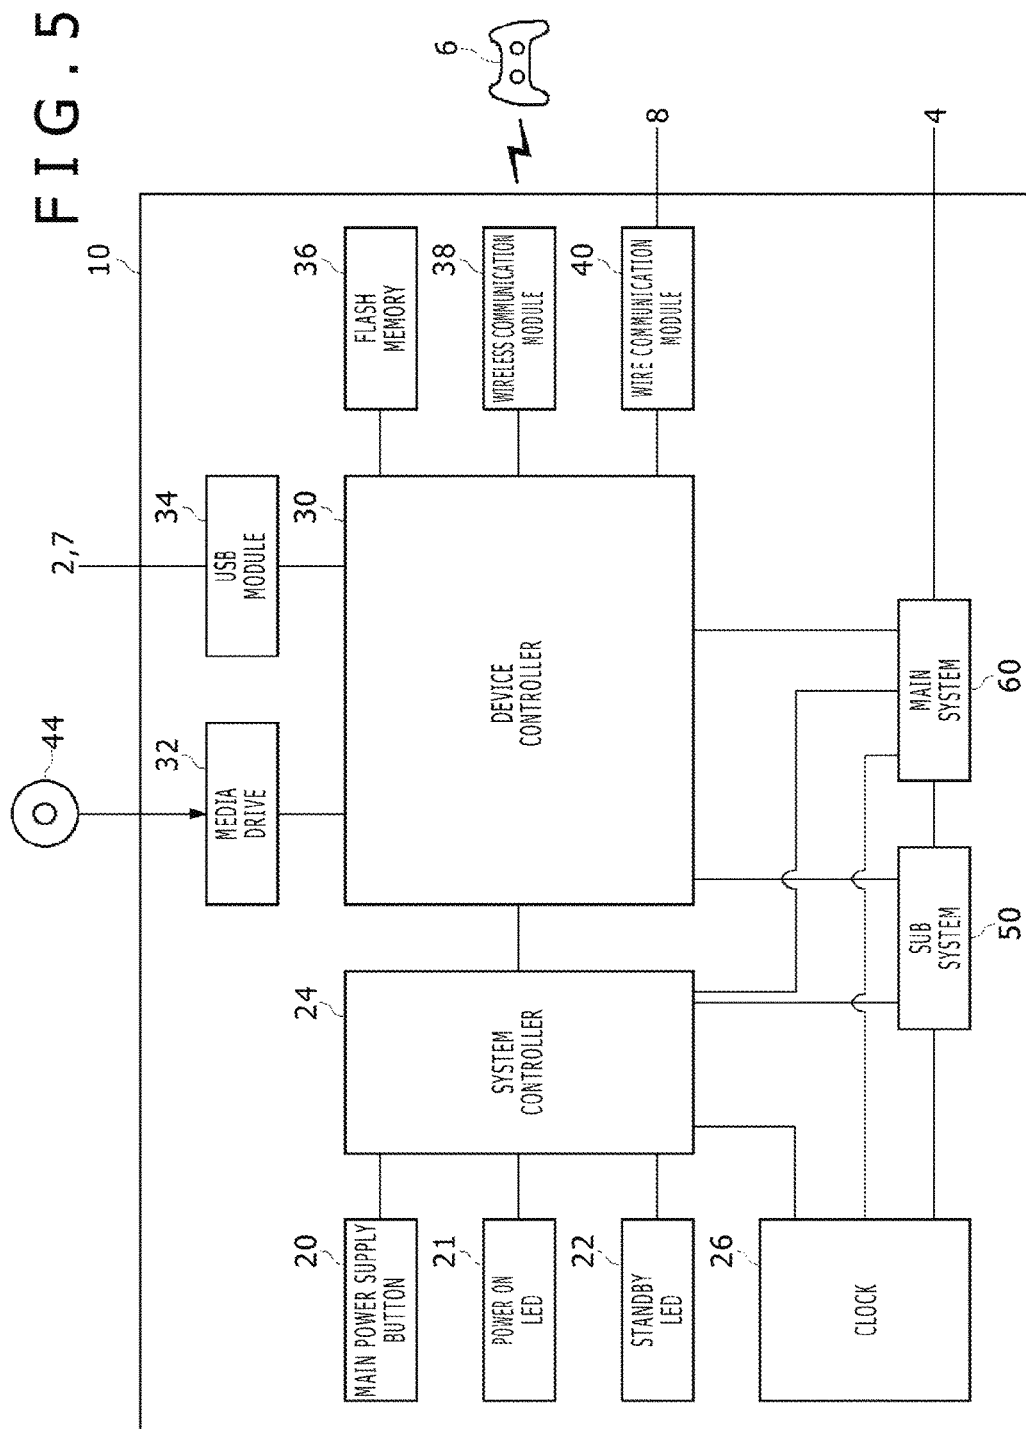 FIG.5
10
44
2,7
32
MEDIA
DRIVE
34
USB
MODULE
20
MAIN POWER SUPPLY
BUTTON
21
POWER ON
LED
22
STANDBY
LED
26
CLOCK
24
SYSTEM
CONTROLLER
30
DEVICE
CONTROLLER
36
FLASH
MEMORY
38
WIRELESS COMMUNICATION
MODULE
40
WIRE COMMUNICATION
MODULE
6
8
4
SUB
SYSTEM
50
MAIN
SYSTEM
60